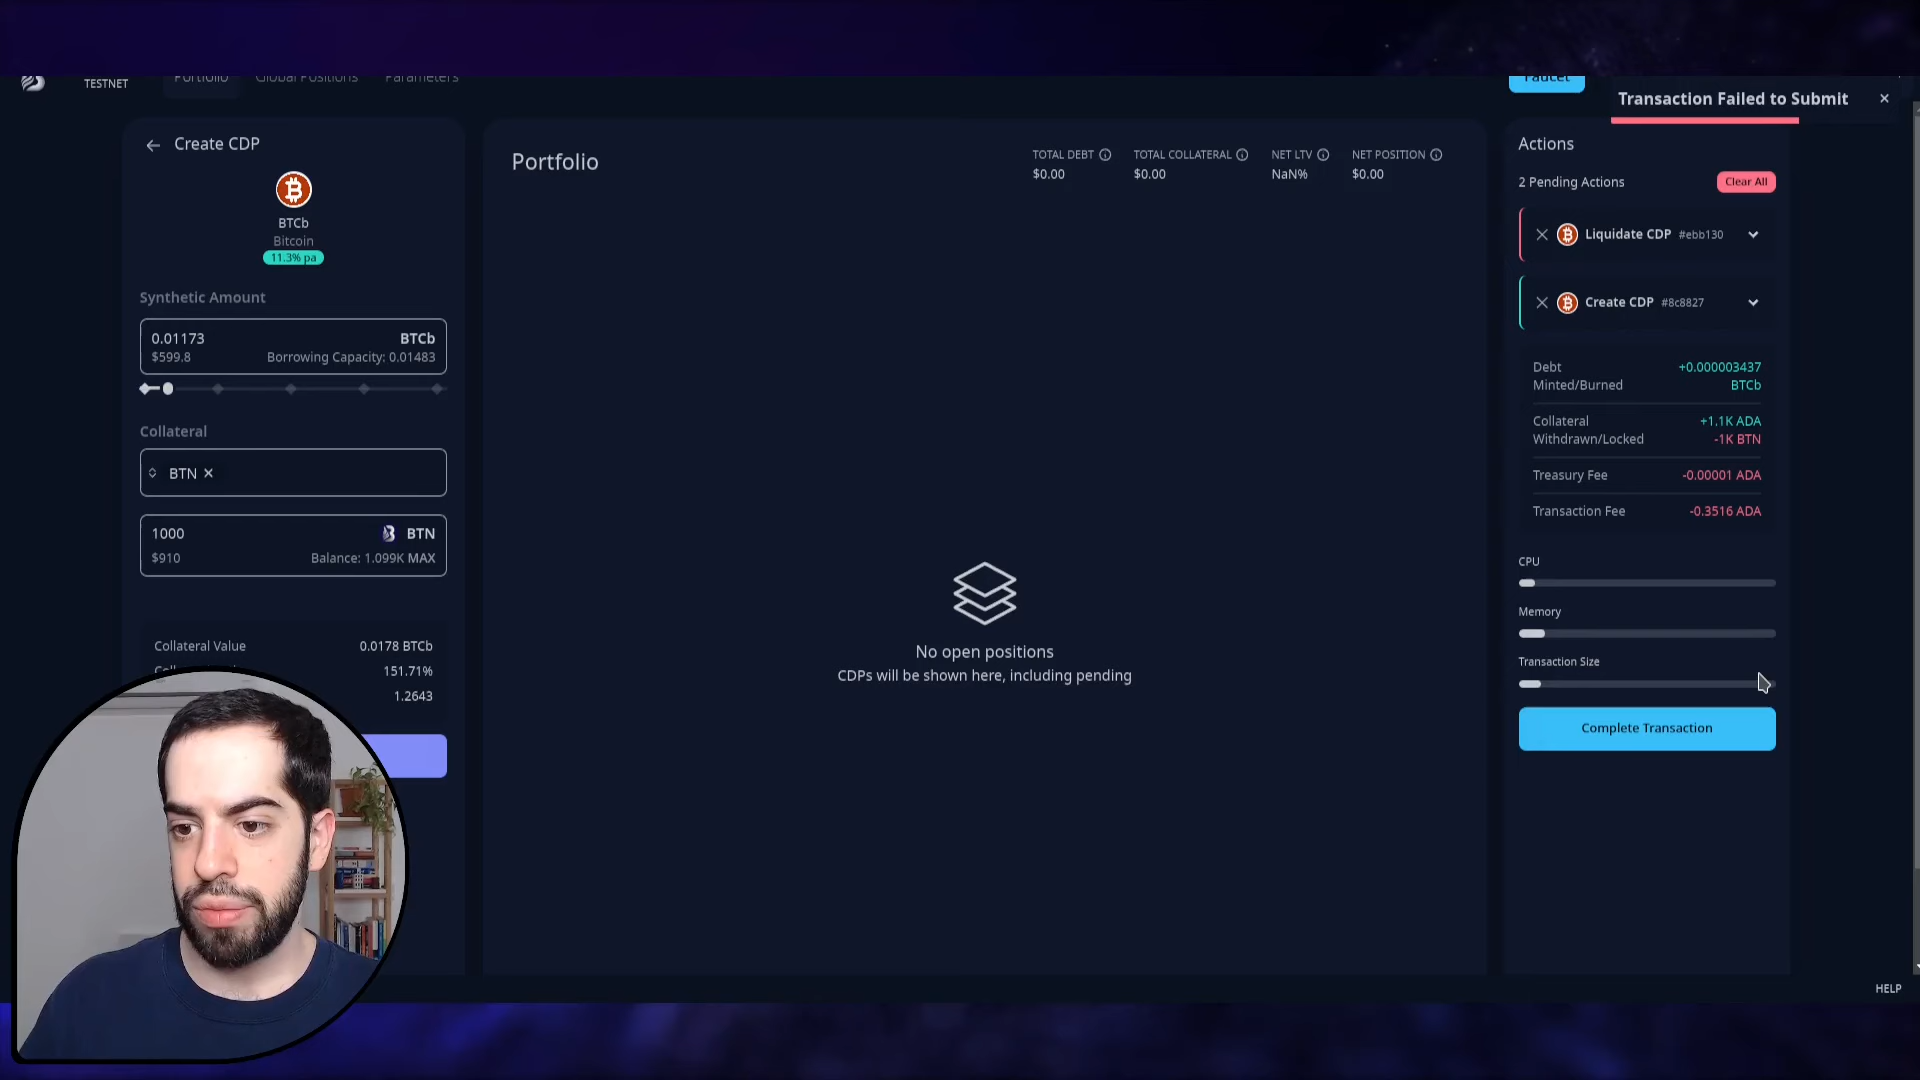 TESTNET
Portfolio
Global Positions
Parameters
Faucet
Transaction Failed to Submit
Create CDP
BTCb
Bitcoin
11.3% pa
Synthetic Amount
0.01173 BTCb
$599.8 Borrowing Capacity: 0.01483
Collateral
BTN
1000 BTN
$910 Balance: 1.099K MAX
Collateral Value 0.0178 BTCb
151.71%
1.2643
Portfolio
TOTAL DEBT TOTAL COLLATERAL NET LTV NET POSITION
$0.00 $0.00 NaN% $0.00
No open positions
CDPs will be shown here, including pending
Actions
2 Pending Actions Clear All
Liquidate CDP #ebb130
Create CDP #8c8827
Debt +0.000003437
Minted/Burned BTCb
Collateral +1.1K ADA
Withdrawn/Locked -1K BTN
Treasury Fee -0.00001 ADA
Transaction Fee -0.3516 ADA
CPU
Memory
Transaction Size
Complete Transaction
HELP